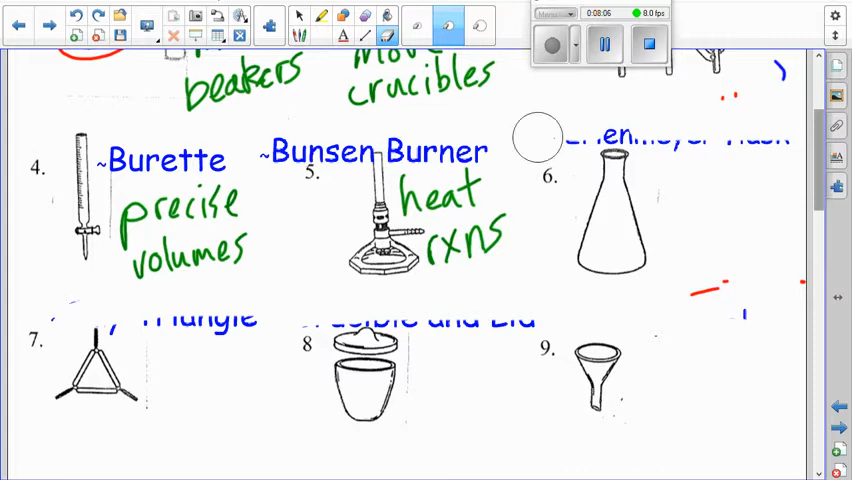 Menu
0:08:06
8.0 fps
beakers
crucibles
4.
~Burette
~Bunsen Burner
5.
6.
precise
volumes
heat
rxns
7.
8
9.